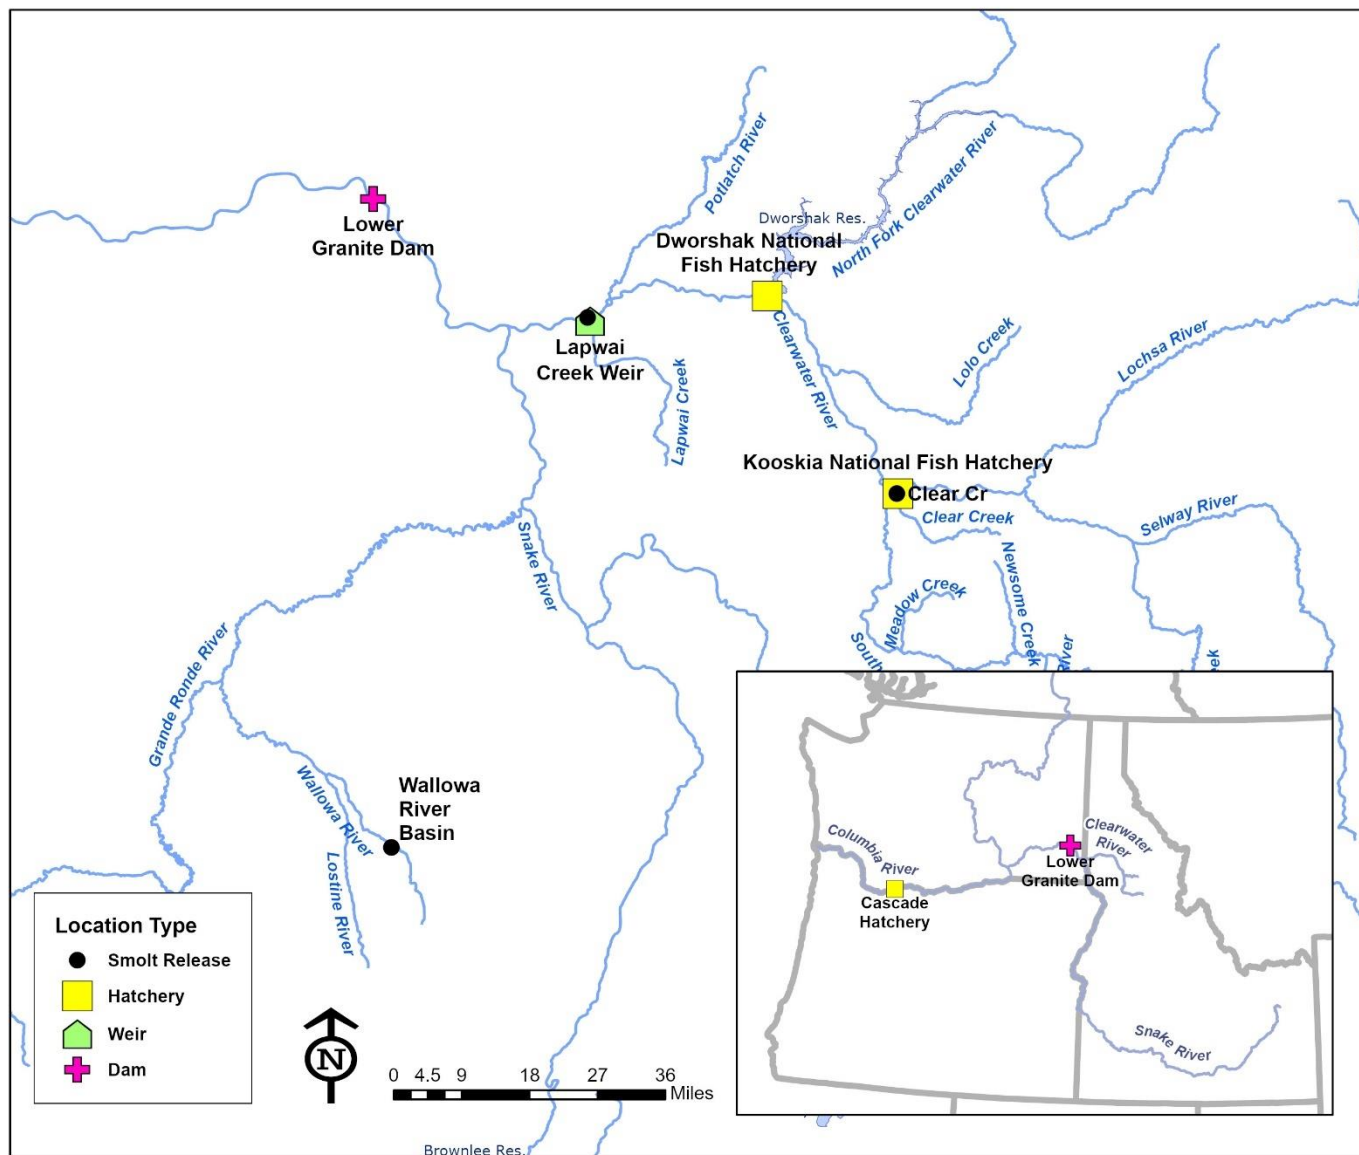 Potlatch River
North Fork Clearwater River
Dworshak Res.
Lower
Granite Dam
Dworshak National
Fish Hatchery
Clearwater River
Lapwai
Creek Weir
Lapwai Creek
Lolo Creek
Lochsa River
Kooskia National Fish Hatchery
Clear Cr
Clear Creek
Selway River
Snake River
Newsome Creek
Meadow Creek
South
River
eek
Grande Ronde River
Wallowa River
Lostine River
Wallowa
River
Basin
Location Type
Smolt Release
Hatchery
Weir
Dam
N
0 4.5 9 18 27 36
Miles
Brownlee Res.
Columbia
River
Cascade
Hatchery
Clearwater
River
Lower
Granite Dam
Snake River